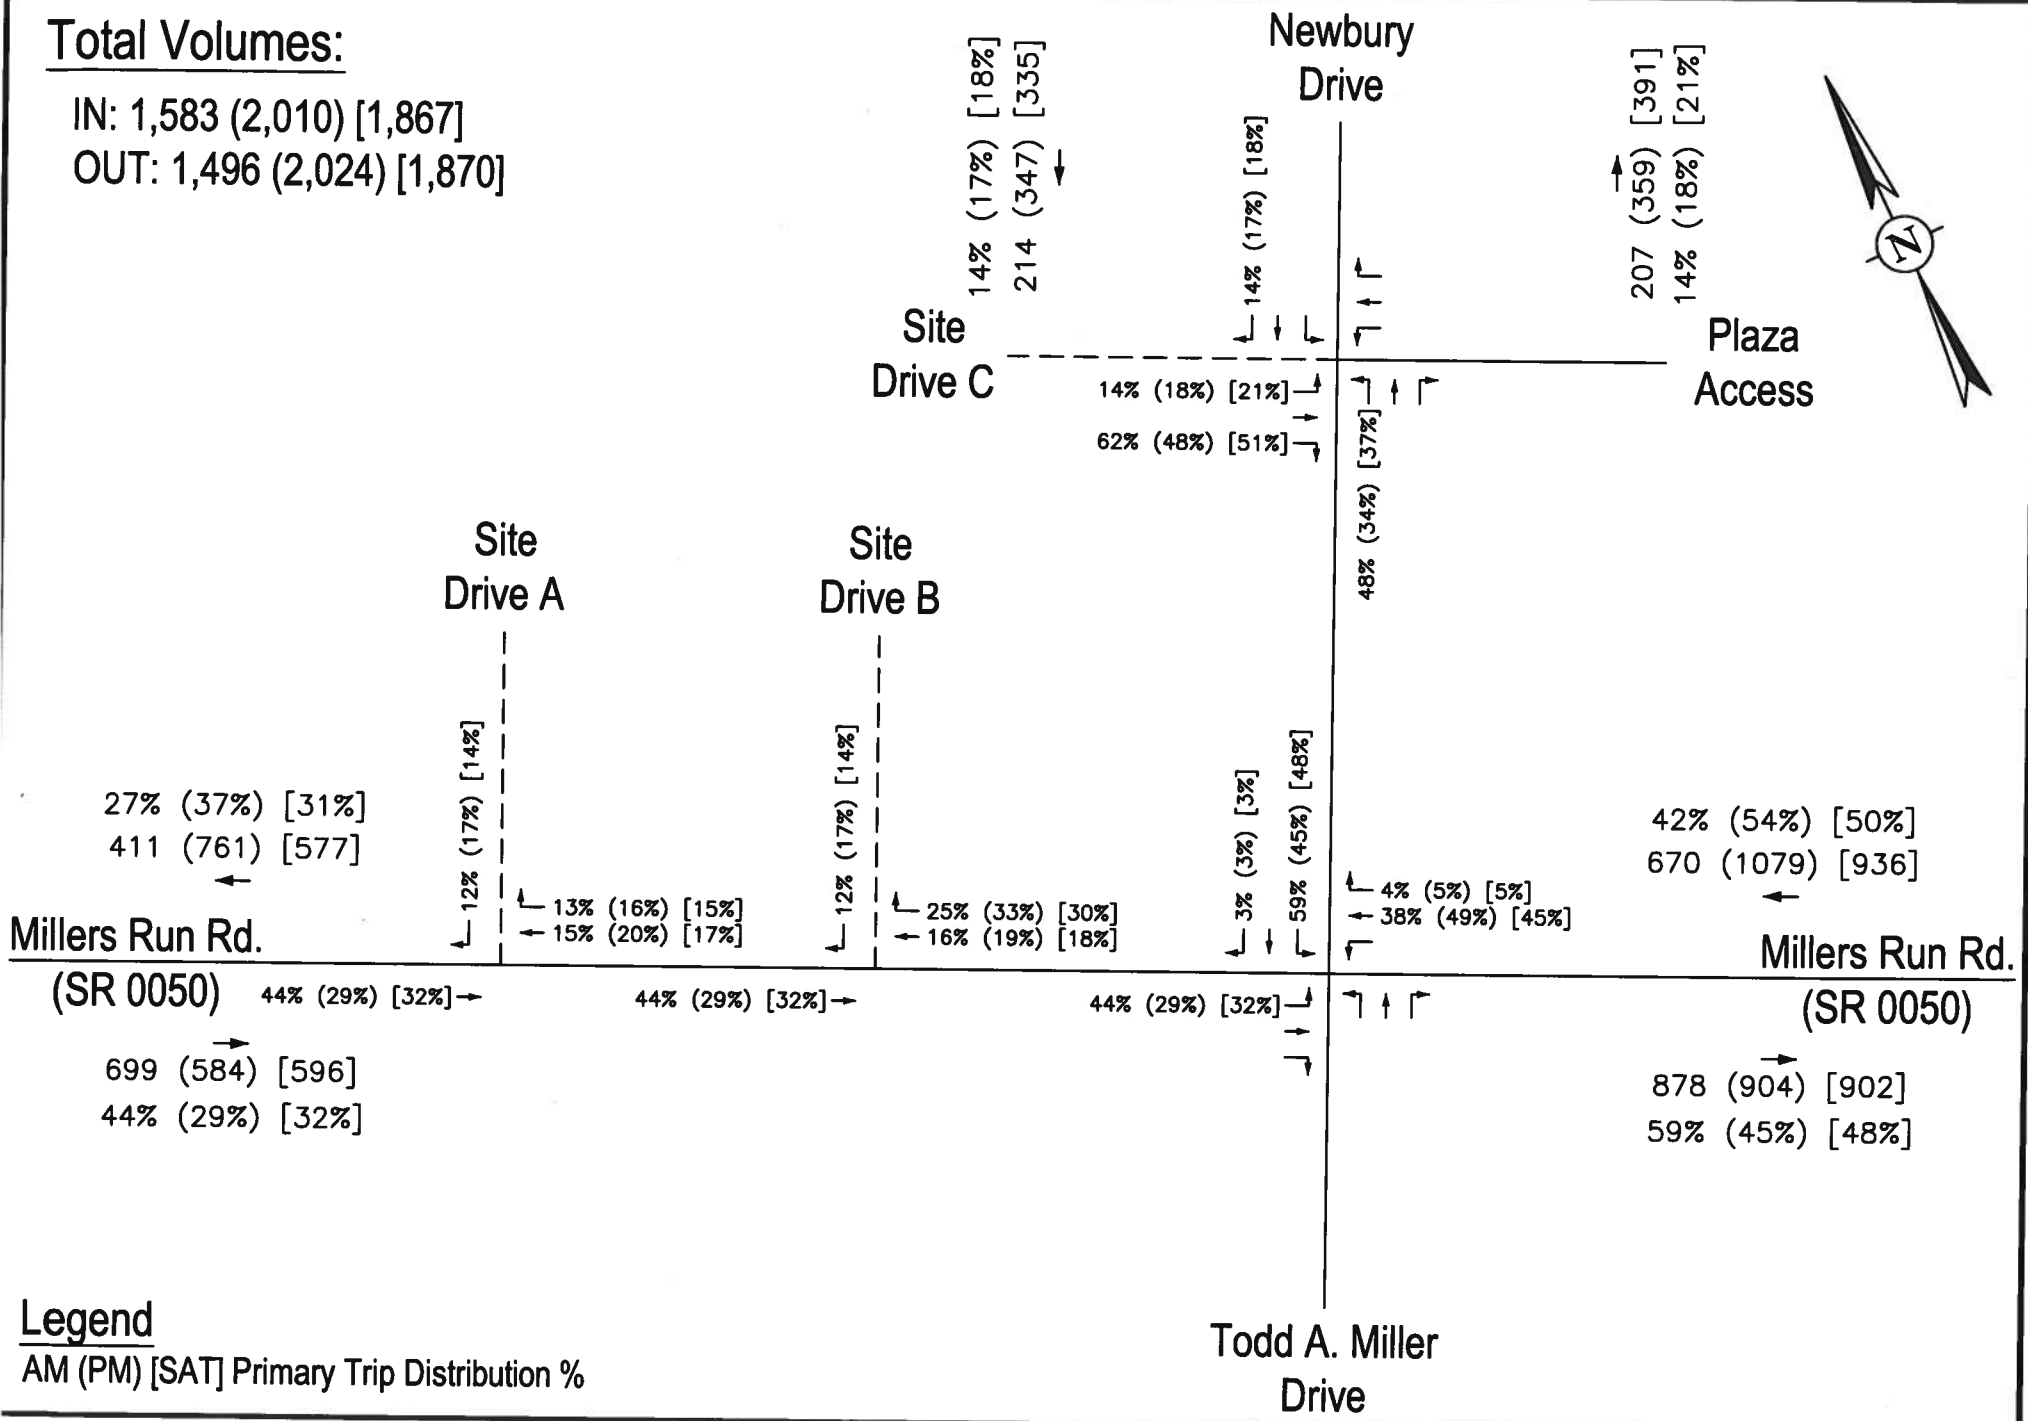 Total Volumes:
IN: 1,583 (2,010) [1,867]
OUT: 1,496 (2,024) [1,870]
14% (17%) [18%]
214 (347) [335]
Newbury
Drive
14% (17%) [18%]
207 (359) [391]
14% (18%) [21%]
N
Site
Drive C
Plaza
Access
14% (18%) [21%]
62% (48%) [51%]
48% (34%) [37%]
Site
Drive A
Site
Drive B
27% (37%) [31%]
411 (761) [577]
12% (17%) [14%]
13% (16%) [15%]
15% (20%) [17%]
12% (17%) [14%]
25% (33%) [30%]
16% (19%) [18%]
3% (3%) [3%]
59% (45%) [48%]
4% (5%) [5%]
38% (49%) [45%]
42% (54%) [50%]
670 (1079) [936]
Millers Run Rd.
(SR 0050)
44% (29%) [32%]
44% (29%) [32%]
44% (29%) [32%]
Millers Run Rd.
(SR 0050)
699 (584) [596]
44% (29%) [32%]
878 (904) [902]
59% (45%) [48%]
Legend
AM (PM) [SAT] Primary Trip Distribution %
Todd A. Miller
Drive